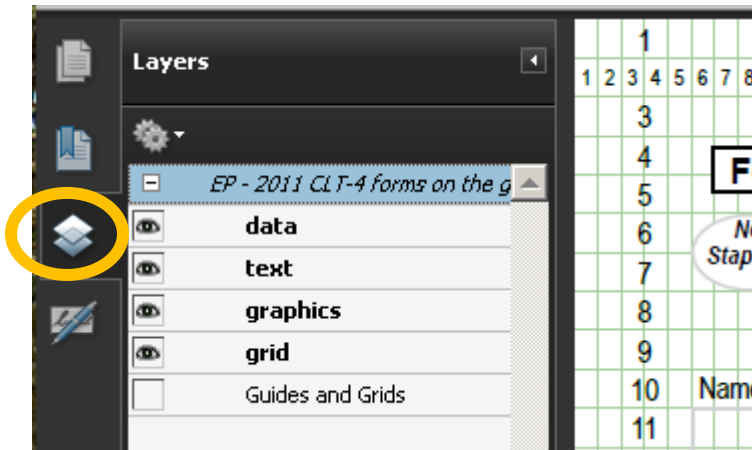 Layers
EP - 2011 CLT-4 forms on the g
data
text
graphics
grid
Guides and Grids
1
1 2 3 4 5 6 7 8
3
4
5
6
7
8
9
10 Name
11
F
N
Stap